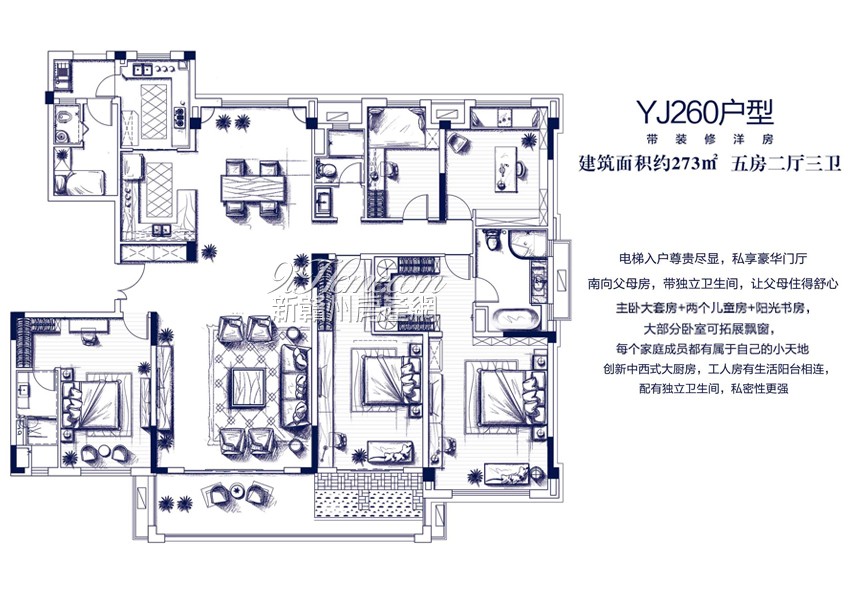 YJ260户型
带装修洋房
建筑面积约273㎡ 五房二厅三卫
电梯入户尊贵尽显，私享豪华门厅
南向父母房，带独立卫生间，让父母住得舒心
主卧大套房+两个儿童房+阳光书房，
大部分卧室可拓展飘窗，
每个家庭成员都有属于自己的小天地
创新中西式大厨房，工人房有生活阳台相连，
配有独立卫生间，私密性更强
新赣州房产網